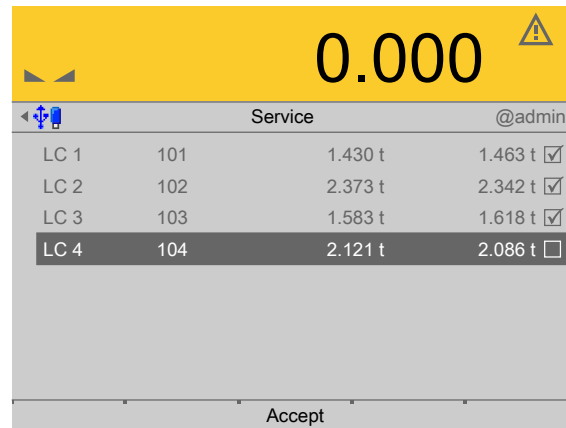 0.000
Service @admin
LC 1 101 1.430 t 1.463 t
LC 2 102 2.373 t 2.342 t
LC 3 103 1.583 t 1.618 t
LC 4 104 2.121 t 2.086 t
Accept